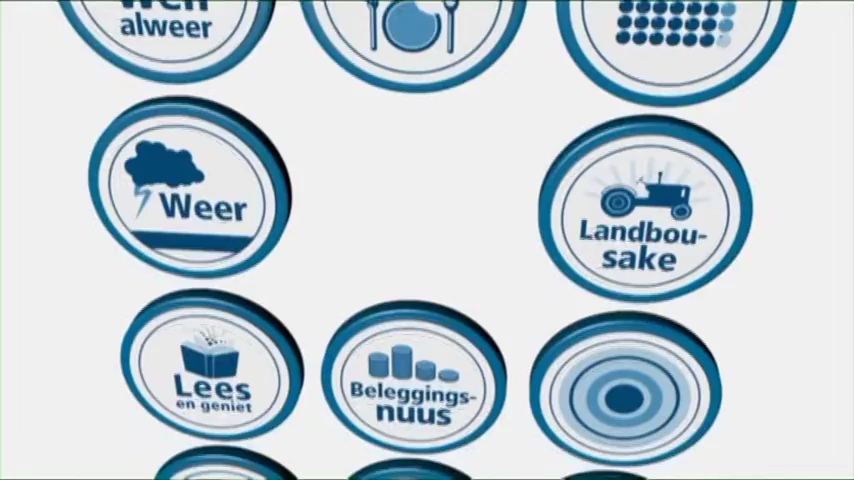 alweer
Weer
Landbou-
sake
Lees
en geniet
Beleggings-
nuus